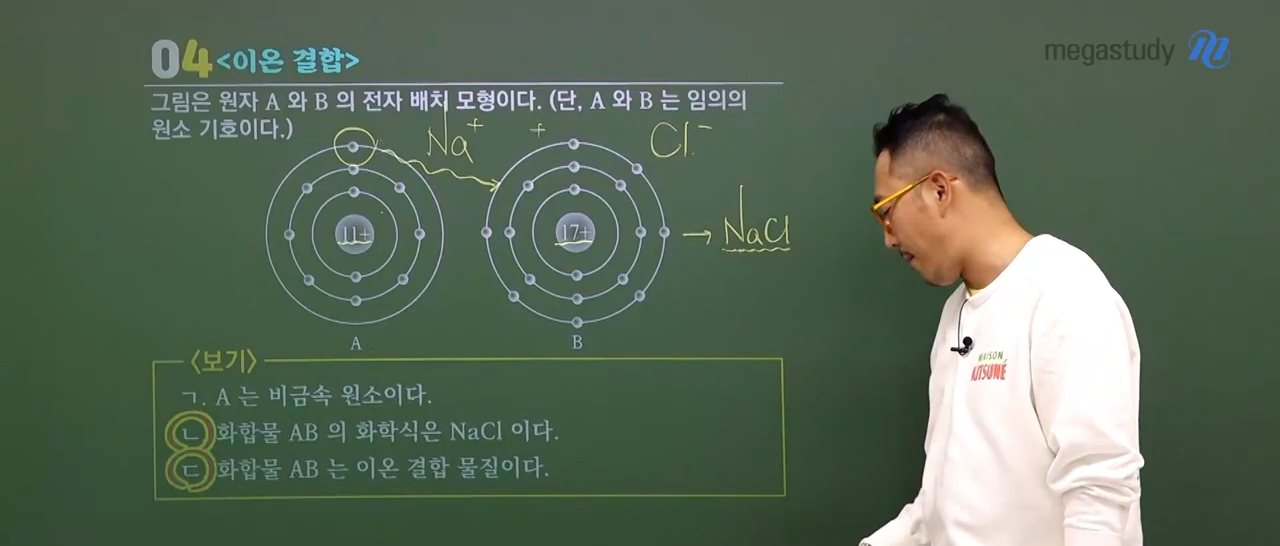 megastudy
04 <이온 결합>
그림은 원자 A 와 B 의 전자 배치 모형이다. (단, A 와 B 는 임의의
원소 기호이다.)
Na⁺ + Cl⁻
11+ 17+ → NaCl
A B
<보기>
ㄱ. A 는 비금속 원소이다.
ㄴ. 화합물 AB 의 화학식은 NaCl 이다.
ㄷ. 화합물 AB 는 이온 결합 물질이다.
MAISON
KITSUNÉ